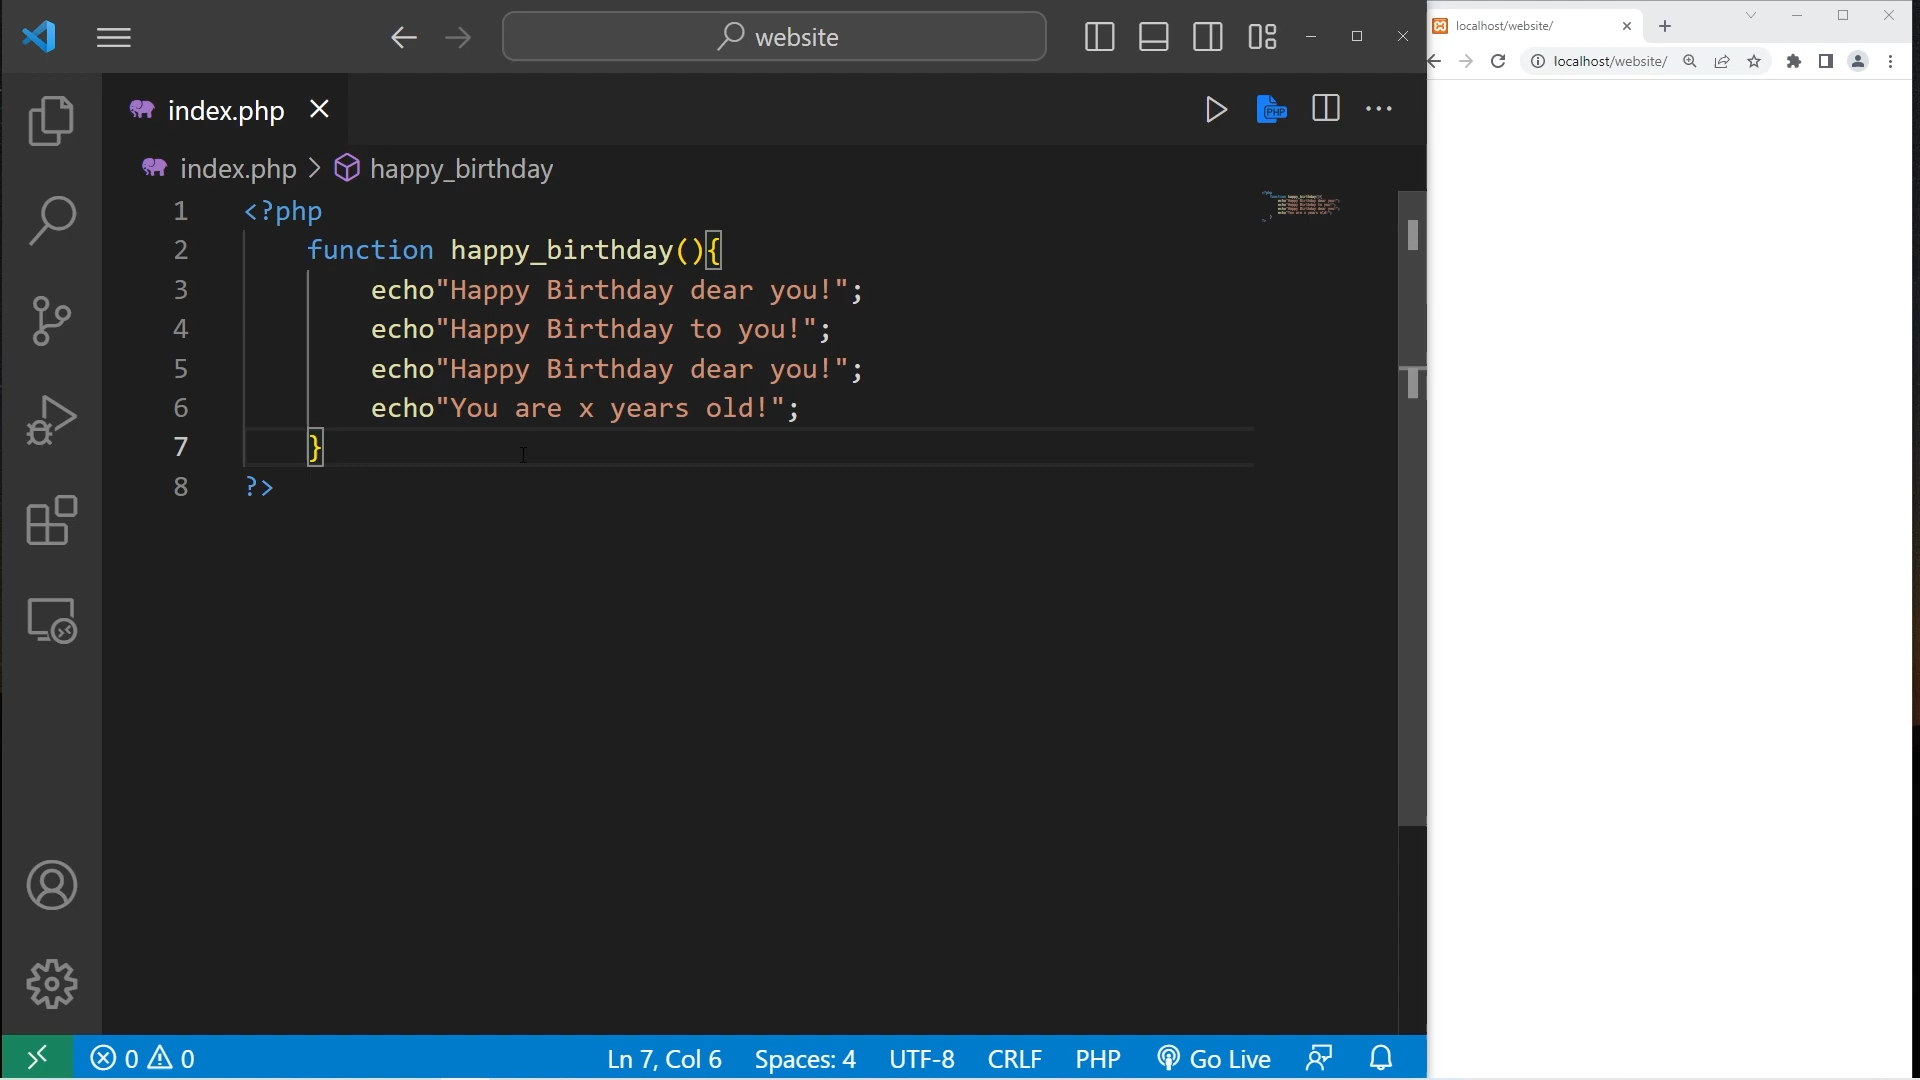 website
index.php
index.php > happy_birthday
1 <?php
2 function happy_birthday(){
3 echo"Happy Birthday dear you!";
4 echo"Happy Birthday to you!";
5 echo"Happy Birthday dear you!";
6 echo"You are x years old!";
7 }
8 ?>
0 0 Ln 7, Col 6 Spaces: 4 UTF-8 CRLF PHP Go Live
localhost/website/
localhost/website/